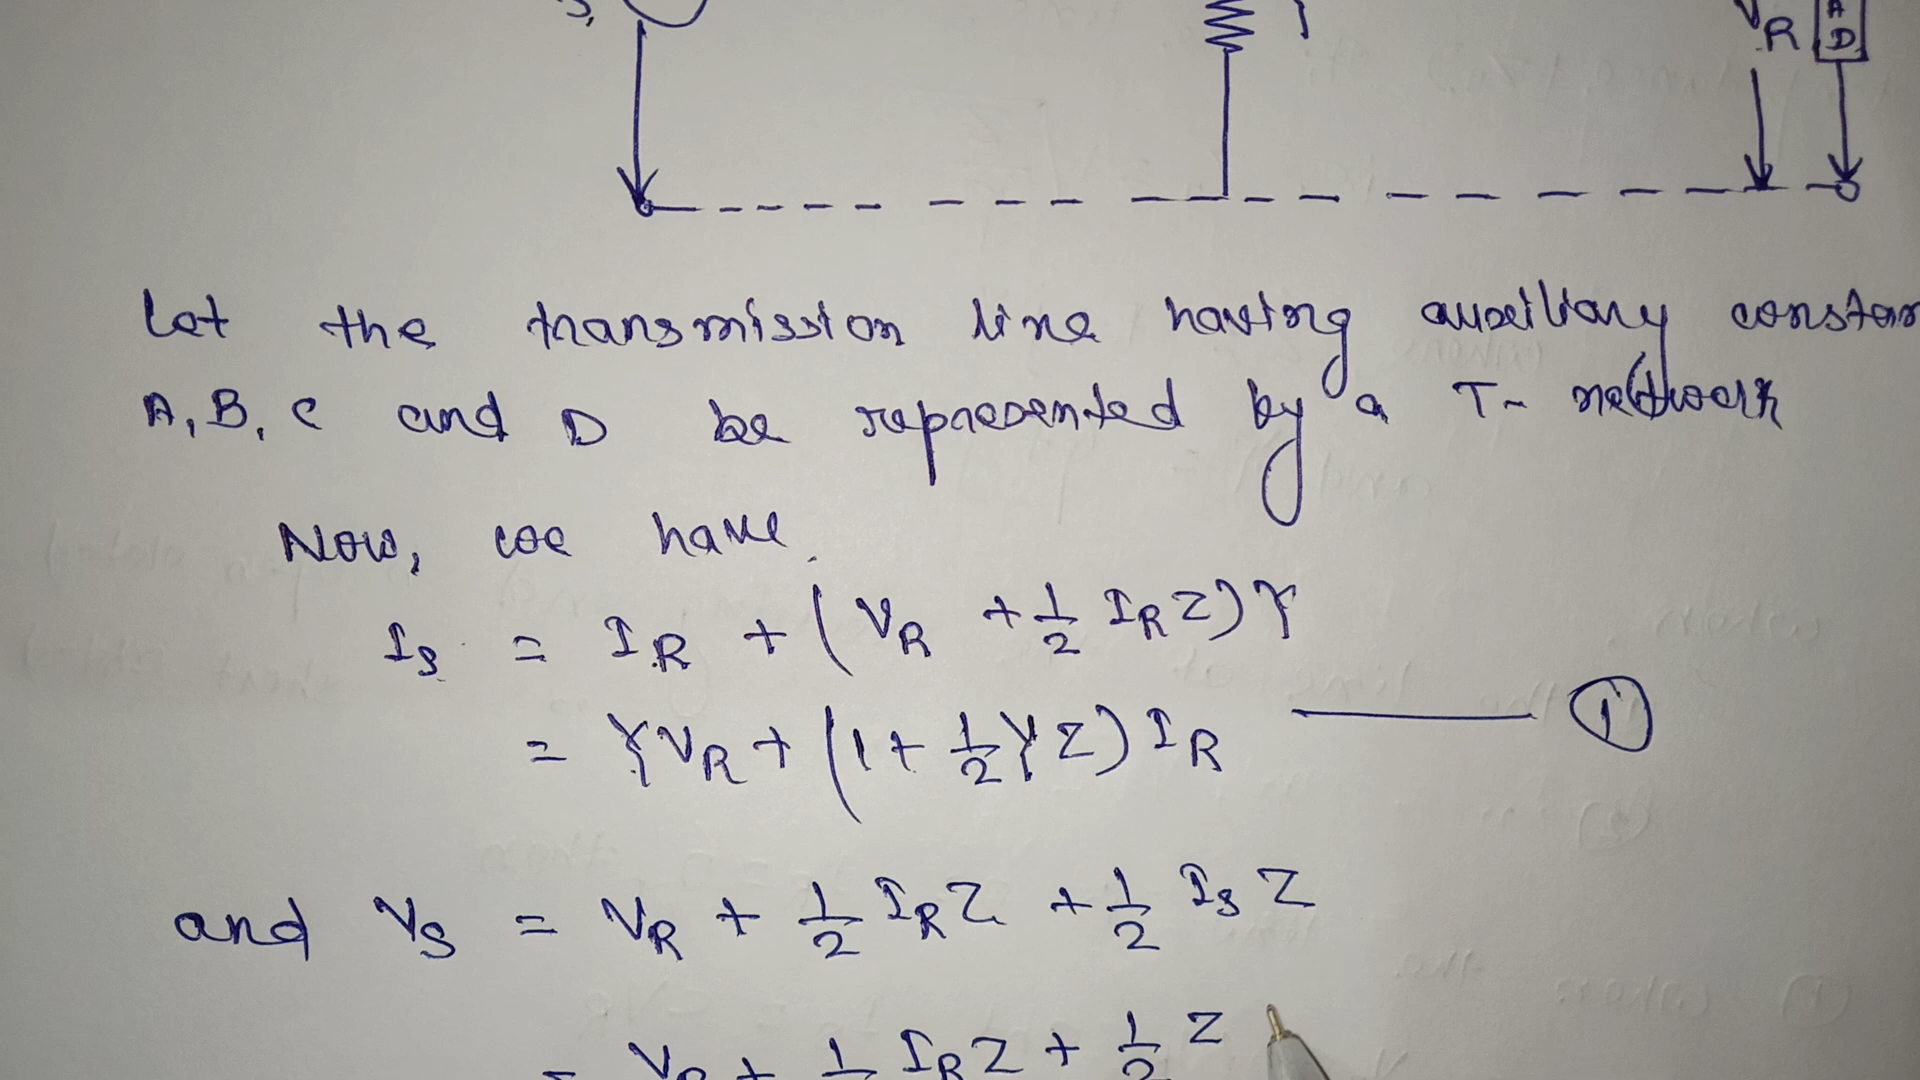 S,
Y
VR
A
D
Let the transmission line having auxiliary constan
A, B, C and D be represented by a T- network
Now, we have.
IS = IR + (VR + 1/2 IRZ)Y
= YVR + (1 + 1/2 YZ) IR ——— 1
and VS = VR + 1/2 IRZ + 1/2 IS Z
= VR + 1/2 IRZ + 1/2 Z